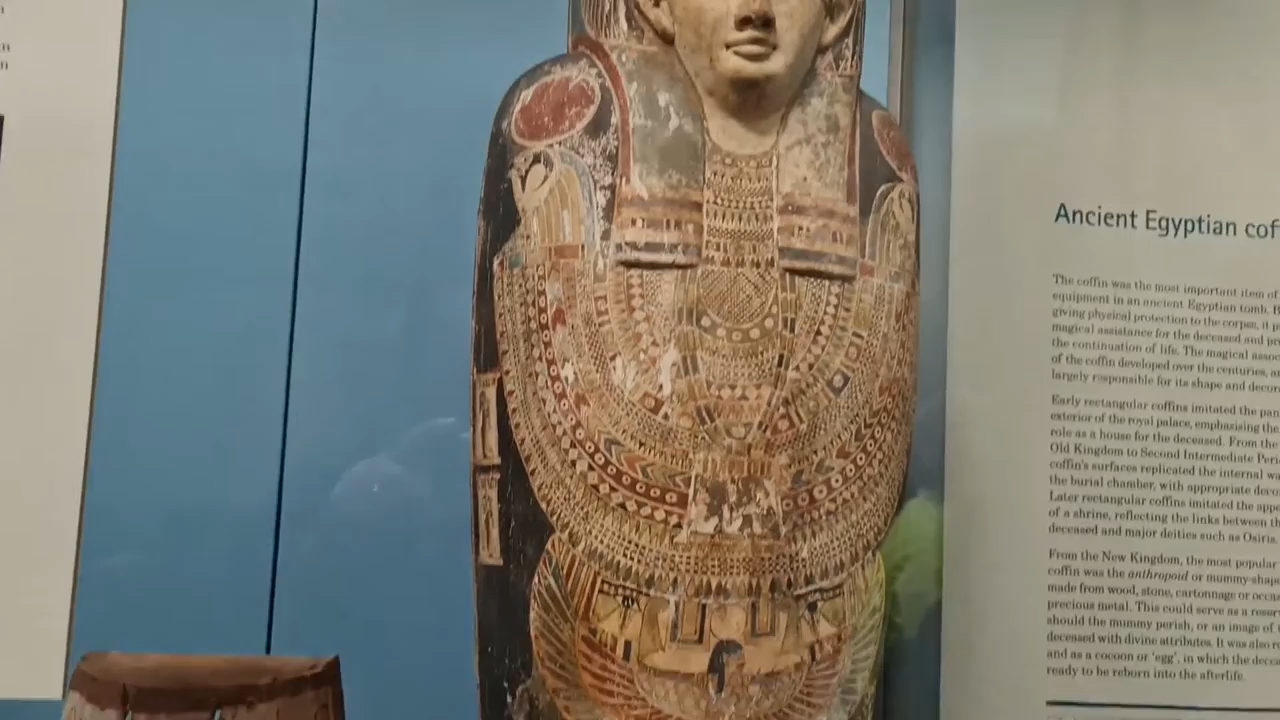 Ancient Egyptian cof
The coffin was the most important item of
equipment in an ancient Egyptian tomb. B
giving physical protection to the corpse, it p
magical assistance for the deceased and pr
the continuation of life. The magical assoc
of the coffin developed over the centuries, a
largely responsible for its shape and decor
Early rectangular coffins imitated the pan
exterior of the royal palace, emphasising the
role as a house for the deceased. From the
Old Kingdom to Second Intermediate Peri
coffin's surfaces replicated the internal wa
the burial chamber, with appropriate deco
Later rectangular coffins imitated the appe
of a shrine, reflecting the links between th
deceased and major deities such as Osiris.
From the New Kingdom, the most popular
coffin was the anthropoid or mummy-shape
made from wood, stone, cartonnage or occa
precious metal. This could serve as a reser
should the mummy perish, or an image of
deceased with divine attributes. It was also
and as a cocoon or 'egg', in which the dece
ready to be reborn into the afterlife.